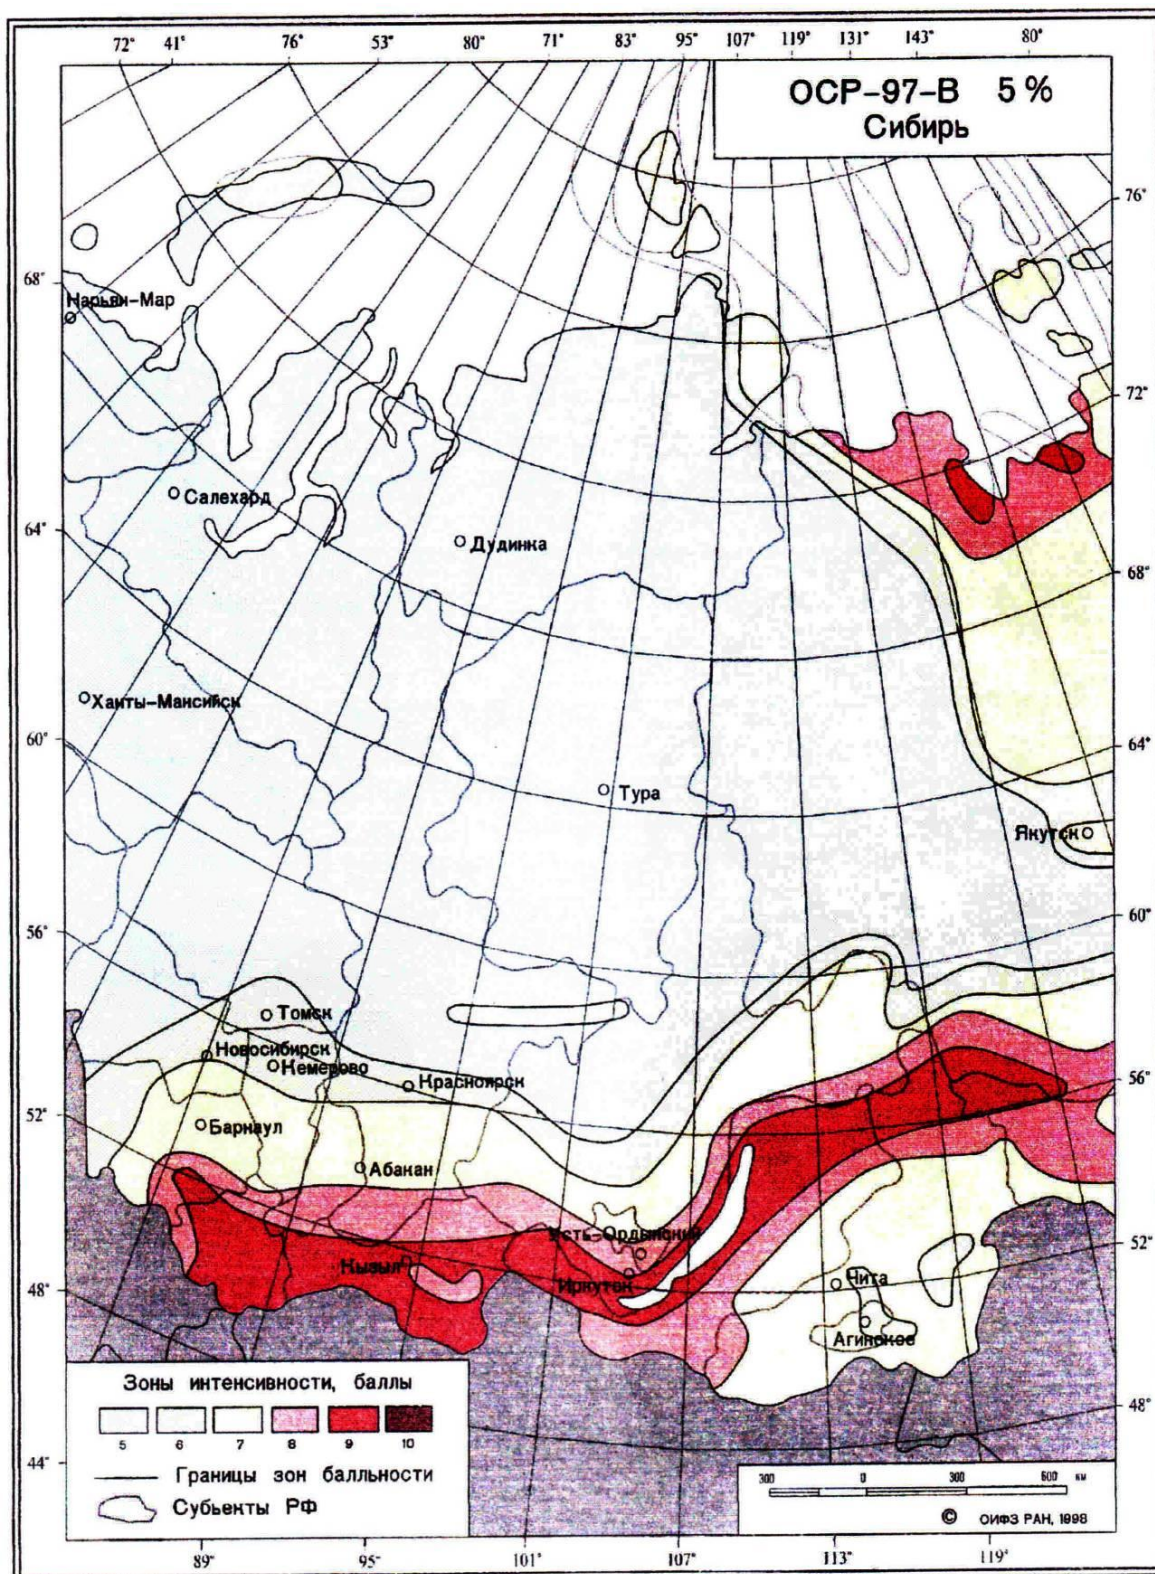 72° 41° 76° 53° 80° 71° 83° 95° 107° 119° 131° 143° 80°
ОСР-97-В 5 %
Сибирь
76°
68°
Нарьян-Мар
72°
Салехард
64°
Дудинка
68°
Ханты-Мансийск
60°
64°
Тура
Якутск
56°
60°
Томск
Новосибирск
Кемерово
Красноярск
56°
52°
Барнаул
Абакан
Усть-Ордынский
52°
Кызыл
Иркутск
Чита
48°
Агинское
Зоны интенсивности, баллы
5 6 7 8 9 10
48°
44°
Границы зон балльности
Субъекты РФ
300 0 300 600 км
© ОИФЗ РАН, 1998
89° 95° 101° 107° 113° 119°